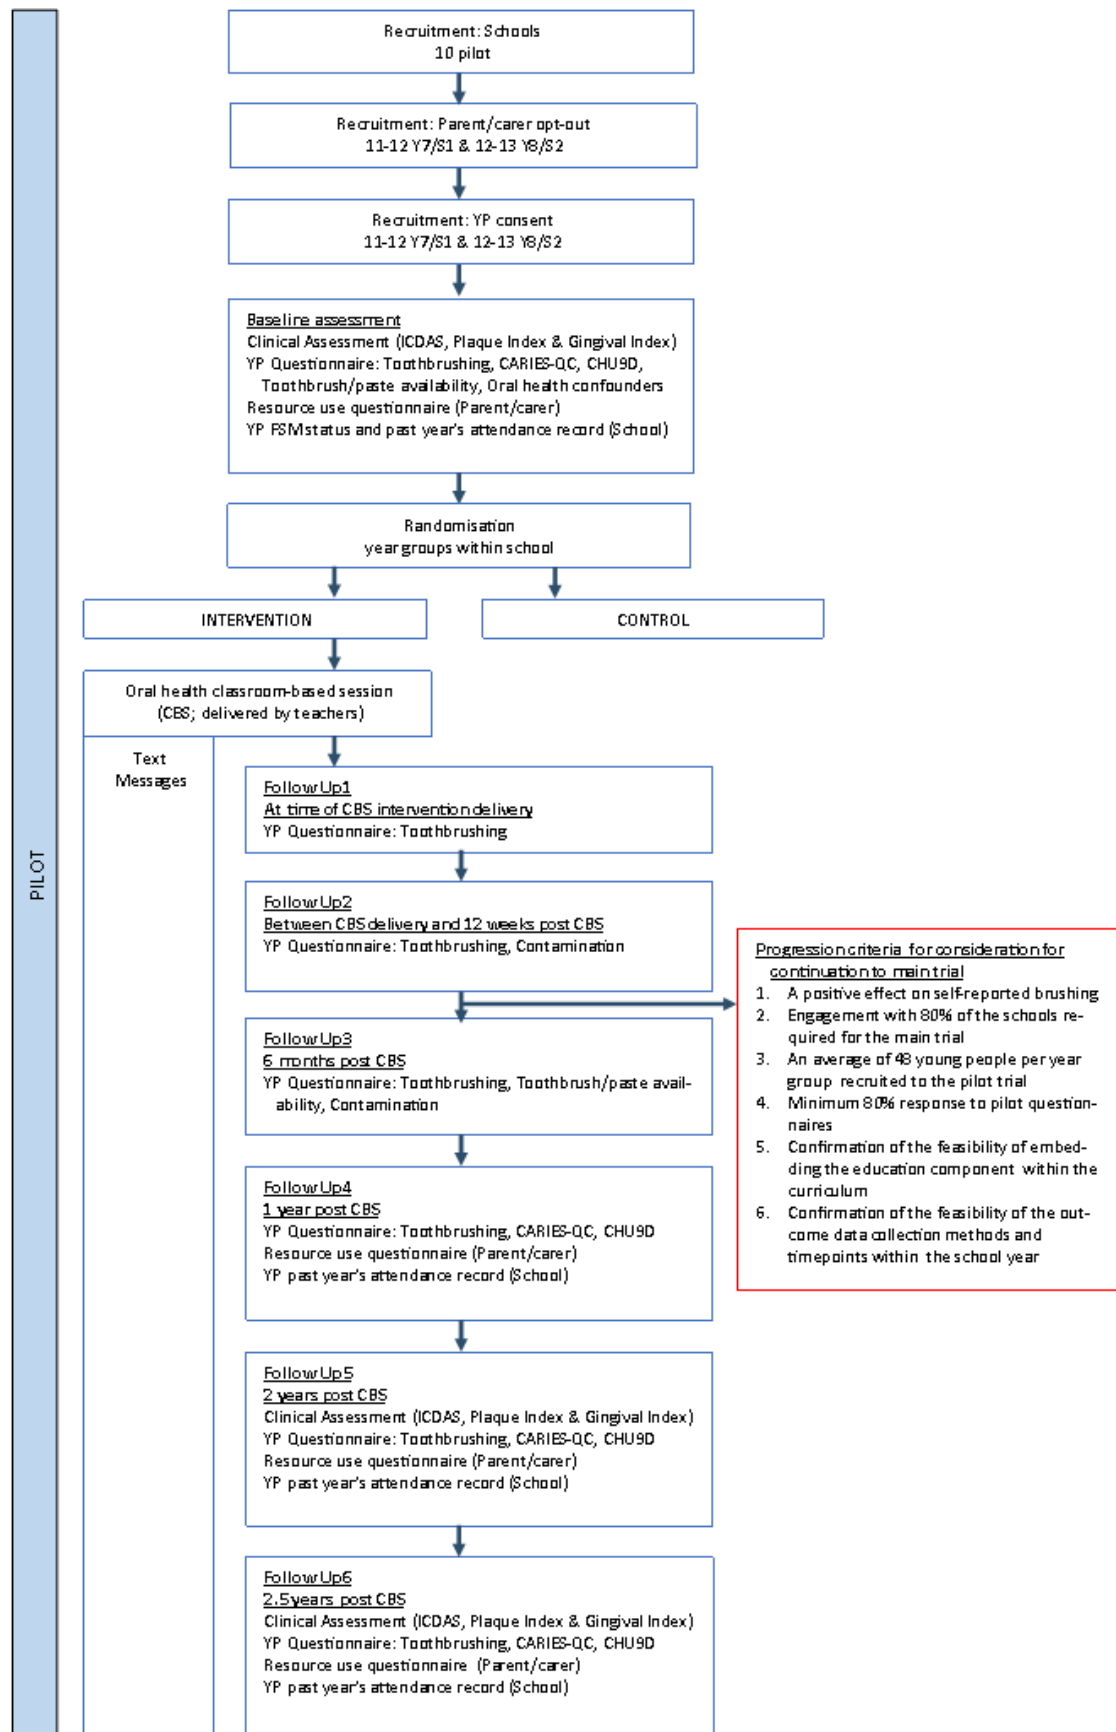 Recruitment: Schools
10 pilot
Recruitment: Parent/carer opt-out
11-12 Y7/S1 & 12-13 Y8/S2
Recruitment: YP consent
11-12 Y7/S1 & 12-13 Y8/S2
Baseline assessment
Clinical Assessment (ICDAS, Plaque Index & Gingival Index)
YP Questionnaire: Toothbrushing, CARIES-QC, CHU9D,
Toothbrush/paste availability, Oral health confounders
Resource use questionnaire (Parent/carer)
YP FSM status and past year's attendance record (School)
Randomisation
year groups within school
INTERVENTION
CONTROL
Oral health classroom-based session
(CBS; delivered by teachers)
Text
Messages
Follow Up1
At time of CBS intervention delivery
YP Questionnaire: Toothbrushing
PILOT
Follow Up2
Between CBS delivery and 12 weeks post CBS
YP Questionnaire: Toothbrushing, Contamination
Progression criteria for consideration for
continuation to main trial
1. A positive effect on self-reported brushing
2. Engagement with 80% of the schools re-
quired for the main trial
3. An average of 48 young people per year
group recruited to the pilot trial
4. Minimum 80% response to pilot question-
naires
5. Confirmation of the feasibility of embed-
ding the education component within the
curriculum
6. Confirmation of the feasibility of the out-
come data collection methods and
timepoints within the school year
Follow Up3
6 months post CBS
YP Questionnaire: Toothbrushing, Toothbrush/paste avail-
ability, Contamination
Follow Up4
1 year post CBS
YP Questionnaire: Toothbrushing, CARIES-QC, CHU9D
Resource use questionnaire (Parent/carer)
YP past year's attendance record (School)
Follow Up5
2 years post CBS
Clinical Assessment (ICDAS, Plaque Index & Gingival Index)
YP Questionnaire: Toothbrushing, CARIES-QC, CHU9D
Resource use questionnaire (Parent/carer)
YP past year's attendance record (School)
Follow Up6
2.5 years post CBS
Clinical Assessment (ICDAS, Plaque Index & Gingival Index)
YP Questionnaire: Toothbrushing, CARIES-QC, CHU9D
Resource use questionnaire (Parent/carer)
YP past year's attendance record (School)